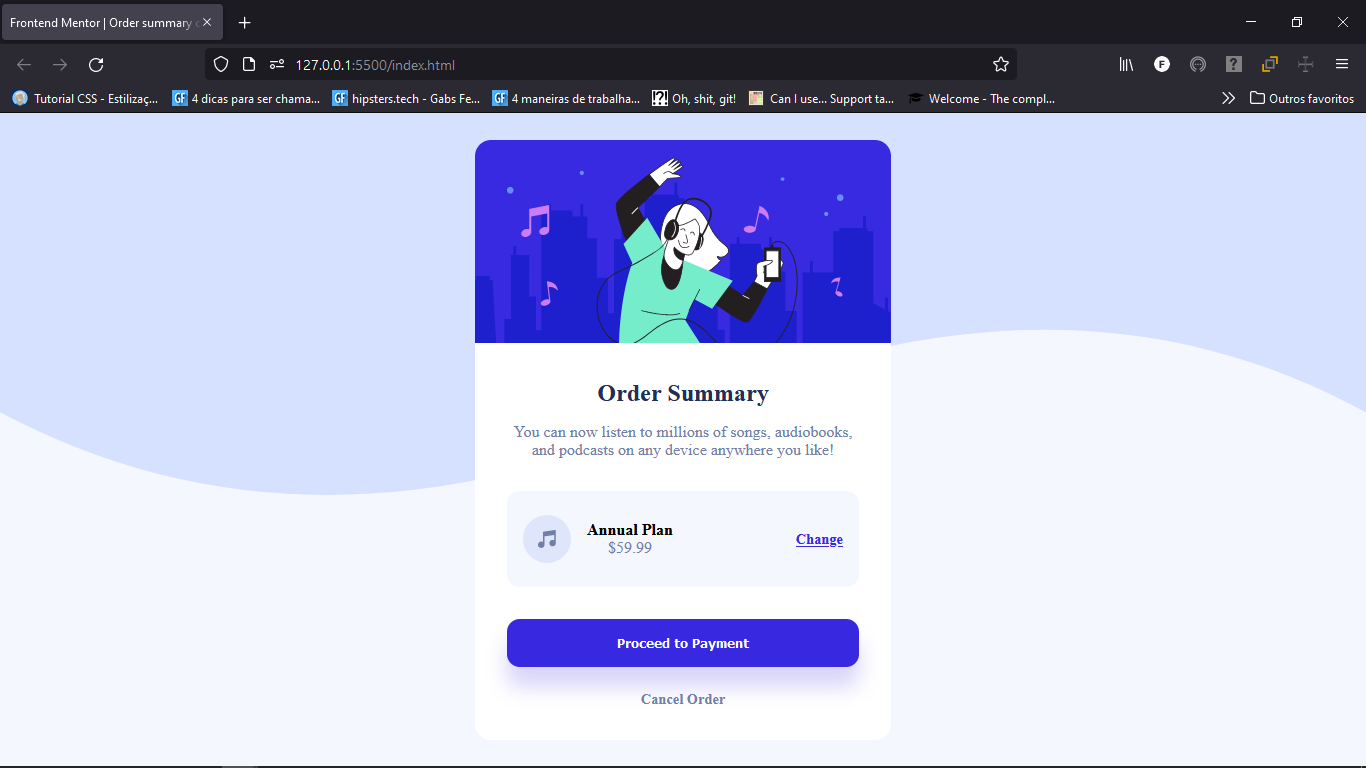 Frontend Mentor | Order summary
127.0.0.1:5500/index.html
F
?
Tutorial CSS - Estilizaç...
GF 4 dicas para ser chama...
GF hipsters.tech - Gabs Fe...
GF 4 maneiras de trabalha...
Oh, shit, git!
Can I use... Support ta...
Welcome - The compl...
Outros favoritos
Order Summary
You can now listen to millions of songs, audiobooks,
and podcasts on any device anywhere you like!
Annual Plan
$59.99
Change
Proceed to Payment
Cancel Order